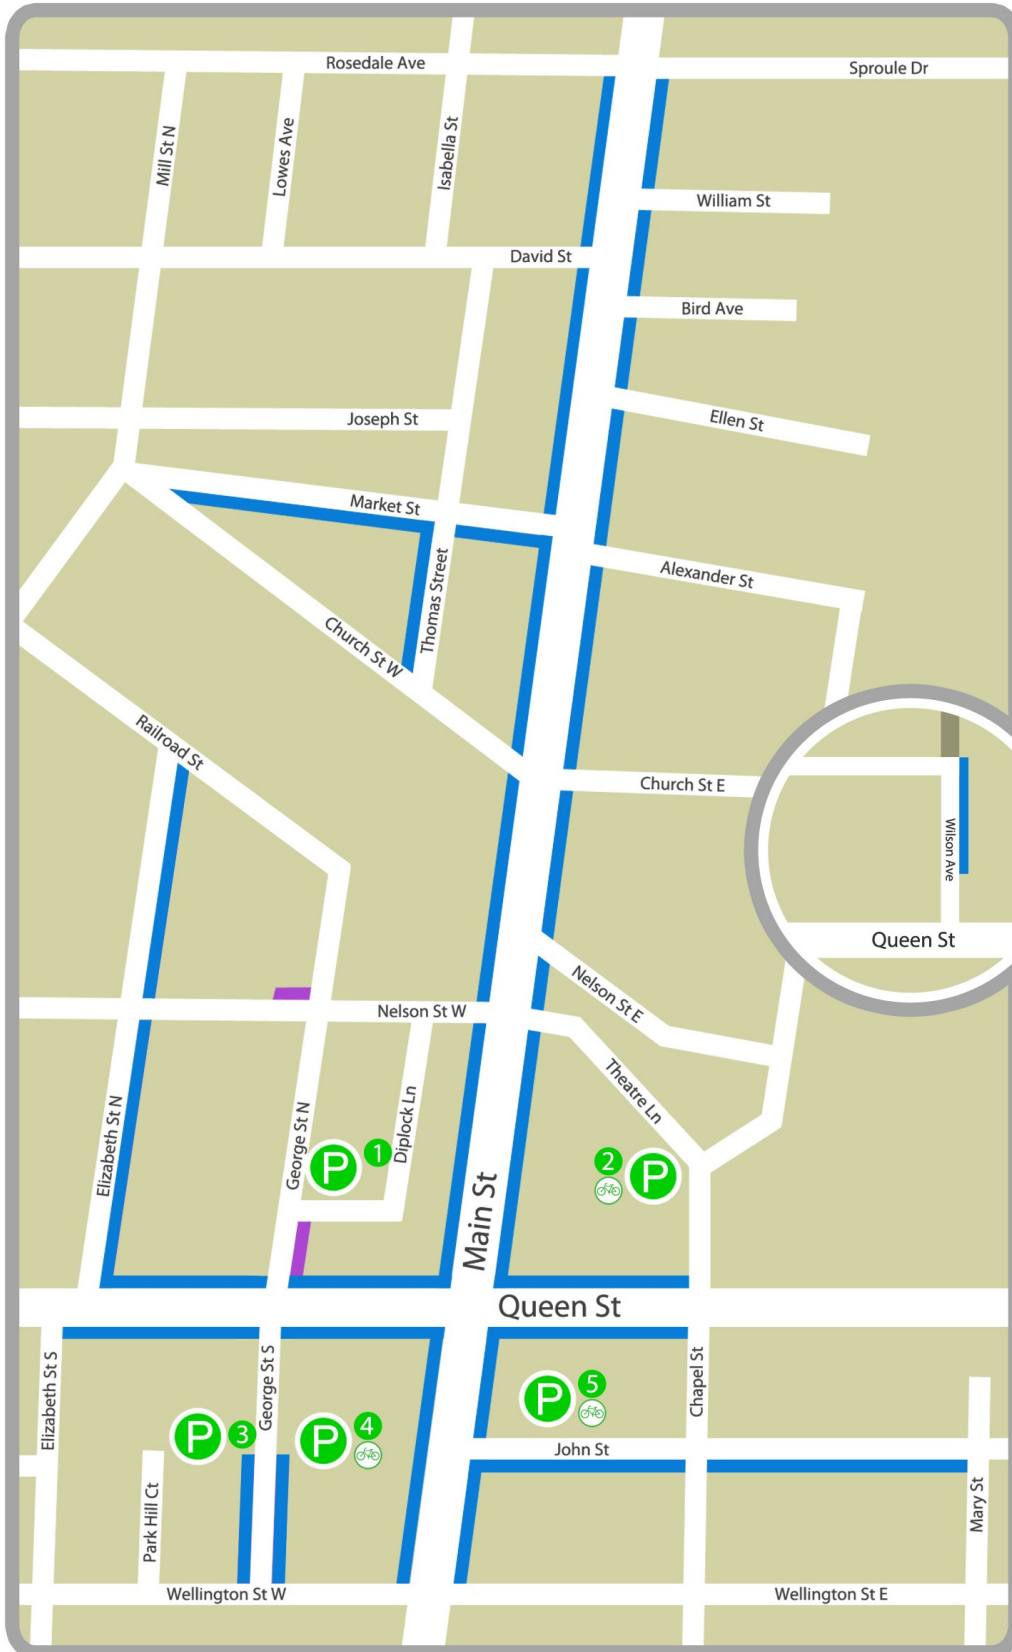 Rosedale Ave
Sproule Dr
Mill St N
Lowes Ave
Isabella St
William St
David St
Bird Ave
Joseph St
Ellen St
Market St
Thomas Street
Alexander St
Church St W
Railroad St
Church St E
Wilson Ave
Queen St
Nelson St W
Nelson St E
Theatre Ln
Elizabeth St N
George St N
Diplock Ln
P 1
2 P
Main St
Queen St
Elizabeth St S
George St S
Chapel St
P 3
P 4
P 5
John St
Park Hill Ct
Mary St
Wellington St W
Wellington St E